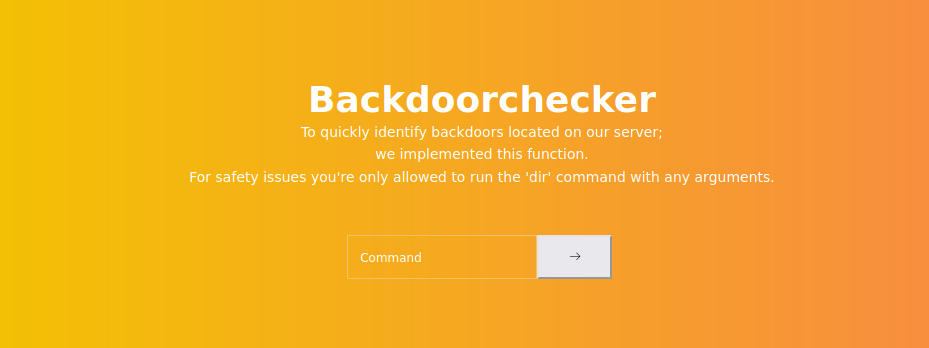 Backdoorchecker
To quickly identify backdoors located on our server;
we implemented this function.
For safety issues you're only allowed to run the 'dir' command with any arguments.
Command
→